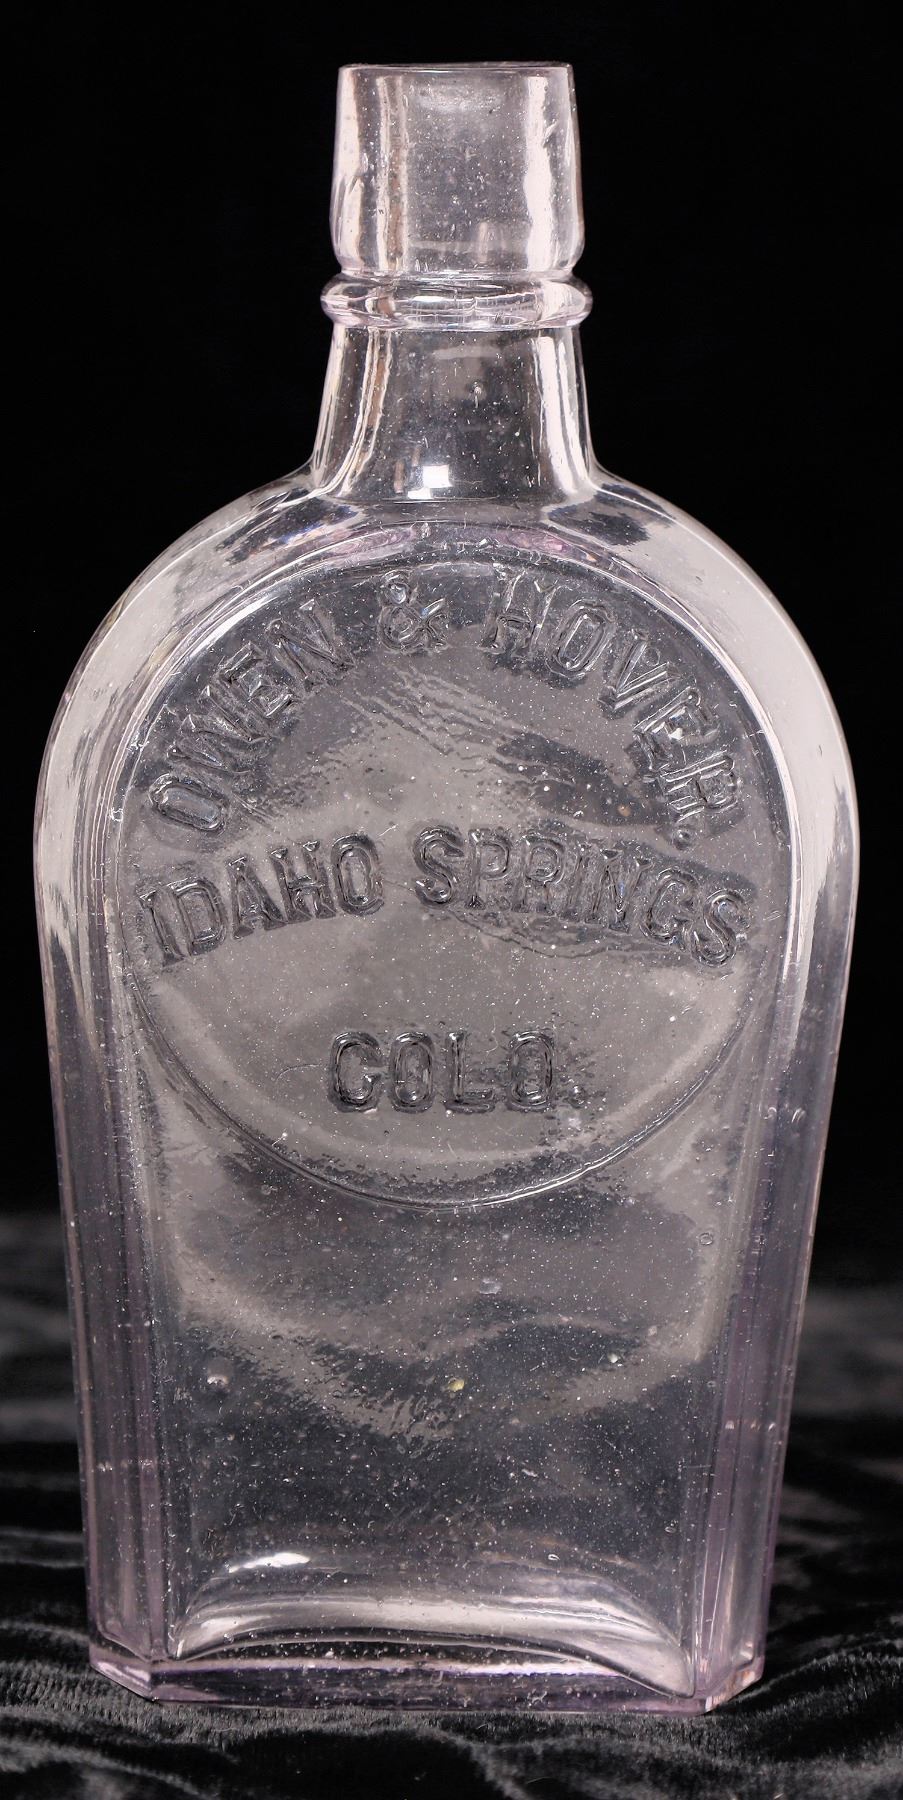 OWEN & HOVER.
IDAHO SPRINGS
COLO.